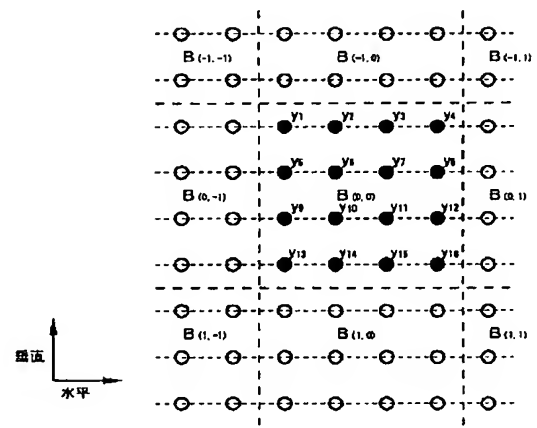 B(-1,-1) B(-1,0) B(-1,1)
y1 y2 y3 y4
y5 y6 y7 y8
B(0,-1) B(0,0) B(0,1)
y9 y10 y11 y12
y13 y14 y15 y16
B(1,-1) B(1,0) B(1,1)
垂直
水平